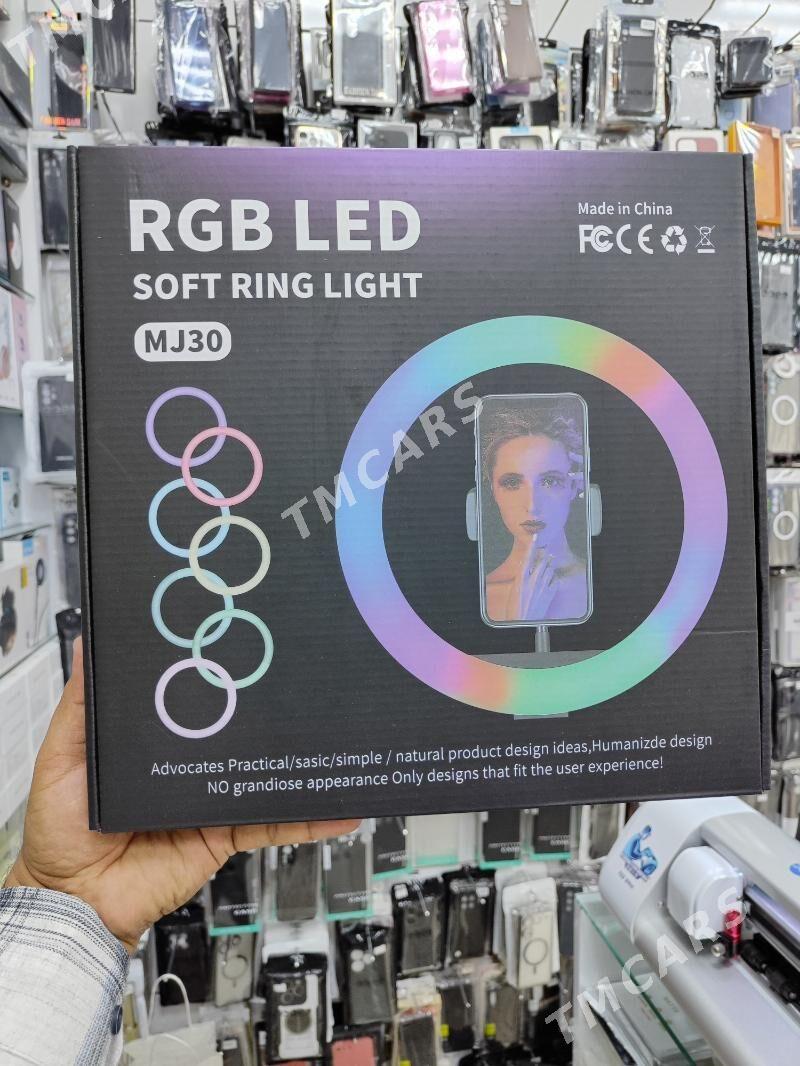 RGB LED
SOFT RING LIGHT
MJ30
Made in China
FC CE
TMCARS
Advocates Practical/sasic/simple / natural product design ideas,Humanizde design
NO grandiose appearance Only designs that fit the user experience!
TMCARS
TMCARS